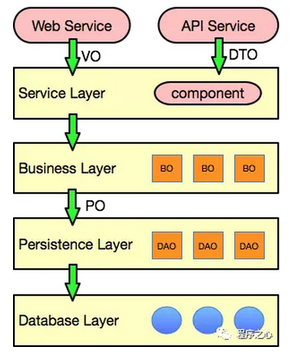 Web Service
API Service
VO
DTO
Service Layer
component
Business Layer
BO
BO
BO
PO
Persistence Layer
DAO
DAO
DAO
Database Layer
程序之心